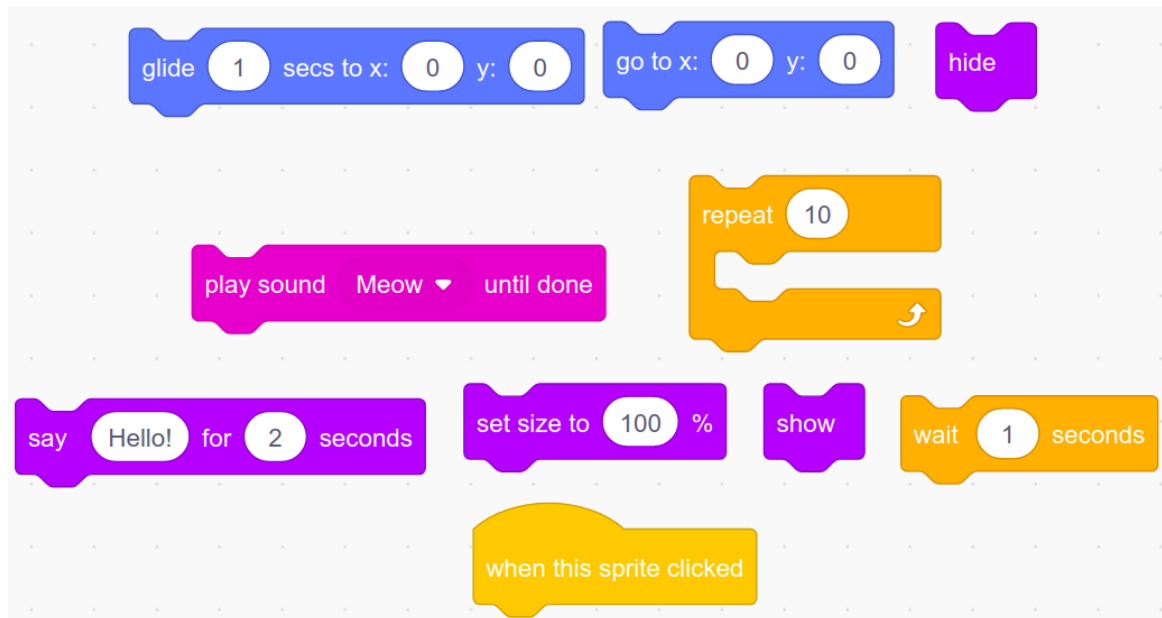 glide 1 secs to x: 0 y: 0
go to x: 0 y: 0
hide
repeat 10
play sound Meow until done
say Hello! for 2 seconds
set size to 100 %
show
wait 1 seconds
when this sprite clicked